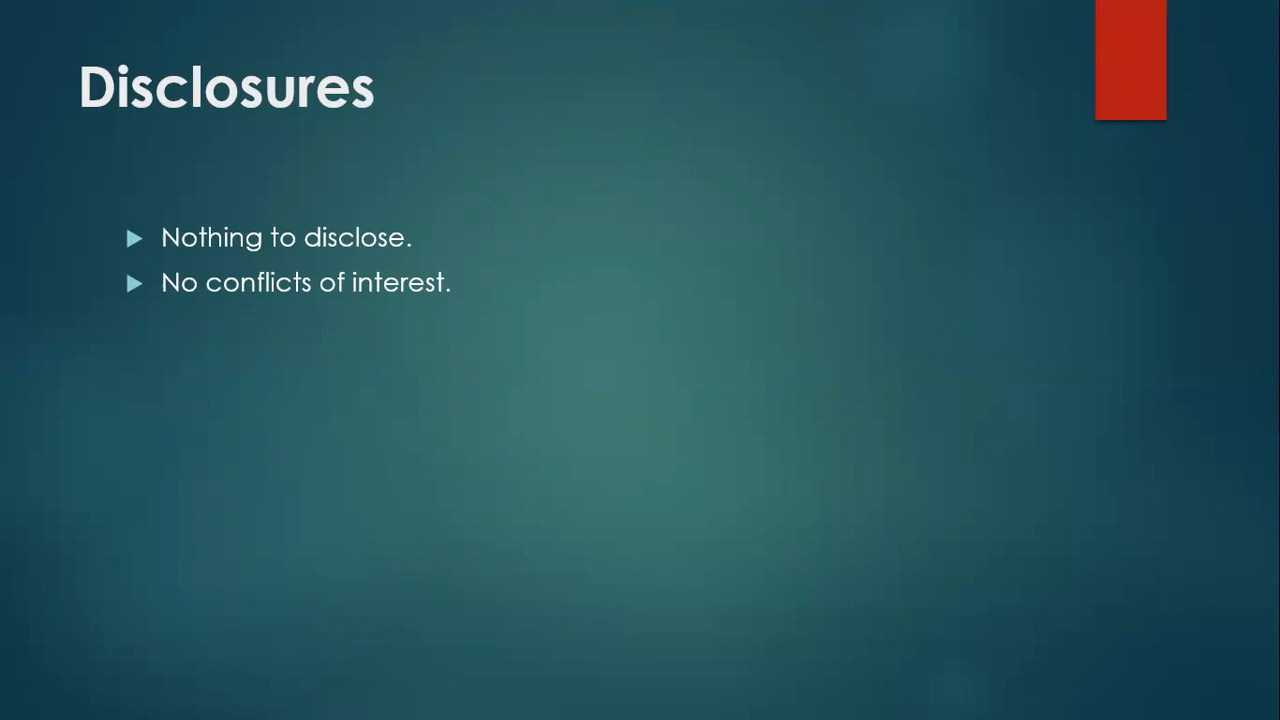 Disclosures
Nothing to disclose.
No conflicts of interest.